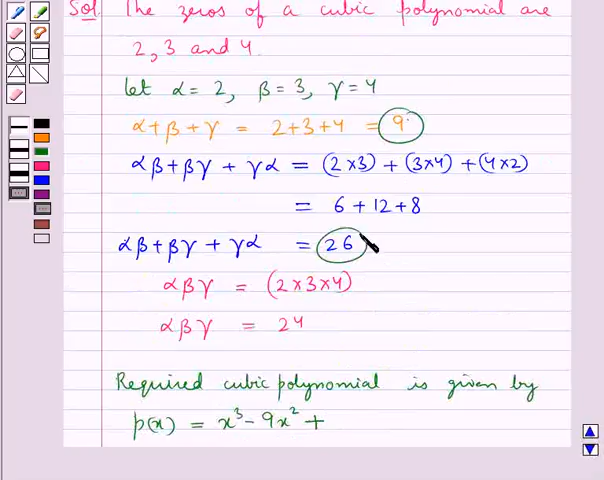 Sol The zeros of a cubic polynomial are
2, 3 and 4.
let α = 2, β = 3, γ = 4
α + β + γ = 2+3+4 = 9.
αβ + βγ + γα = (2×3) + (3×4) + (4×2)
= 6 + 12 + 8
αβ + βγ + γα = 26
αβγ = (2×3×4)
αβγ = 24
Required cubic polynomial is given by
p(x) = x³ - 9x² +